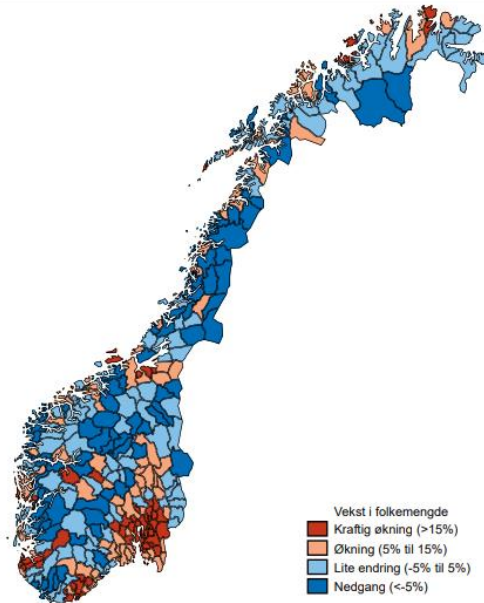 Vekst i folkemengde
Kraftig økning (>15%)
Økning (5% til 15%)
Lite endring (-5% til 5%)
Nedgang (<-5%)